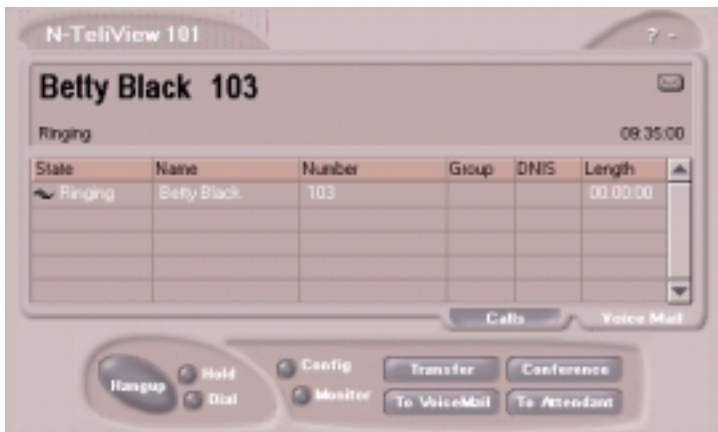 N-TeliView 101
? -
Betty Black 103
Ringing 09:35:00
State Name Number Group DNIS Length
Ringing Betty Black 103 00:00:00
Calls Voice Mail
Hangup Hold Dial Config Monitor Transfer Conference
To VoiceMail To Attendant